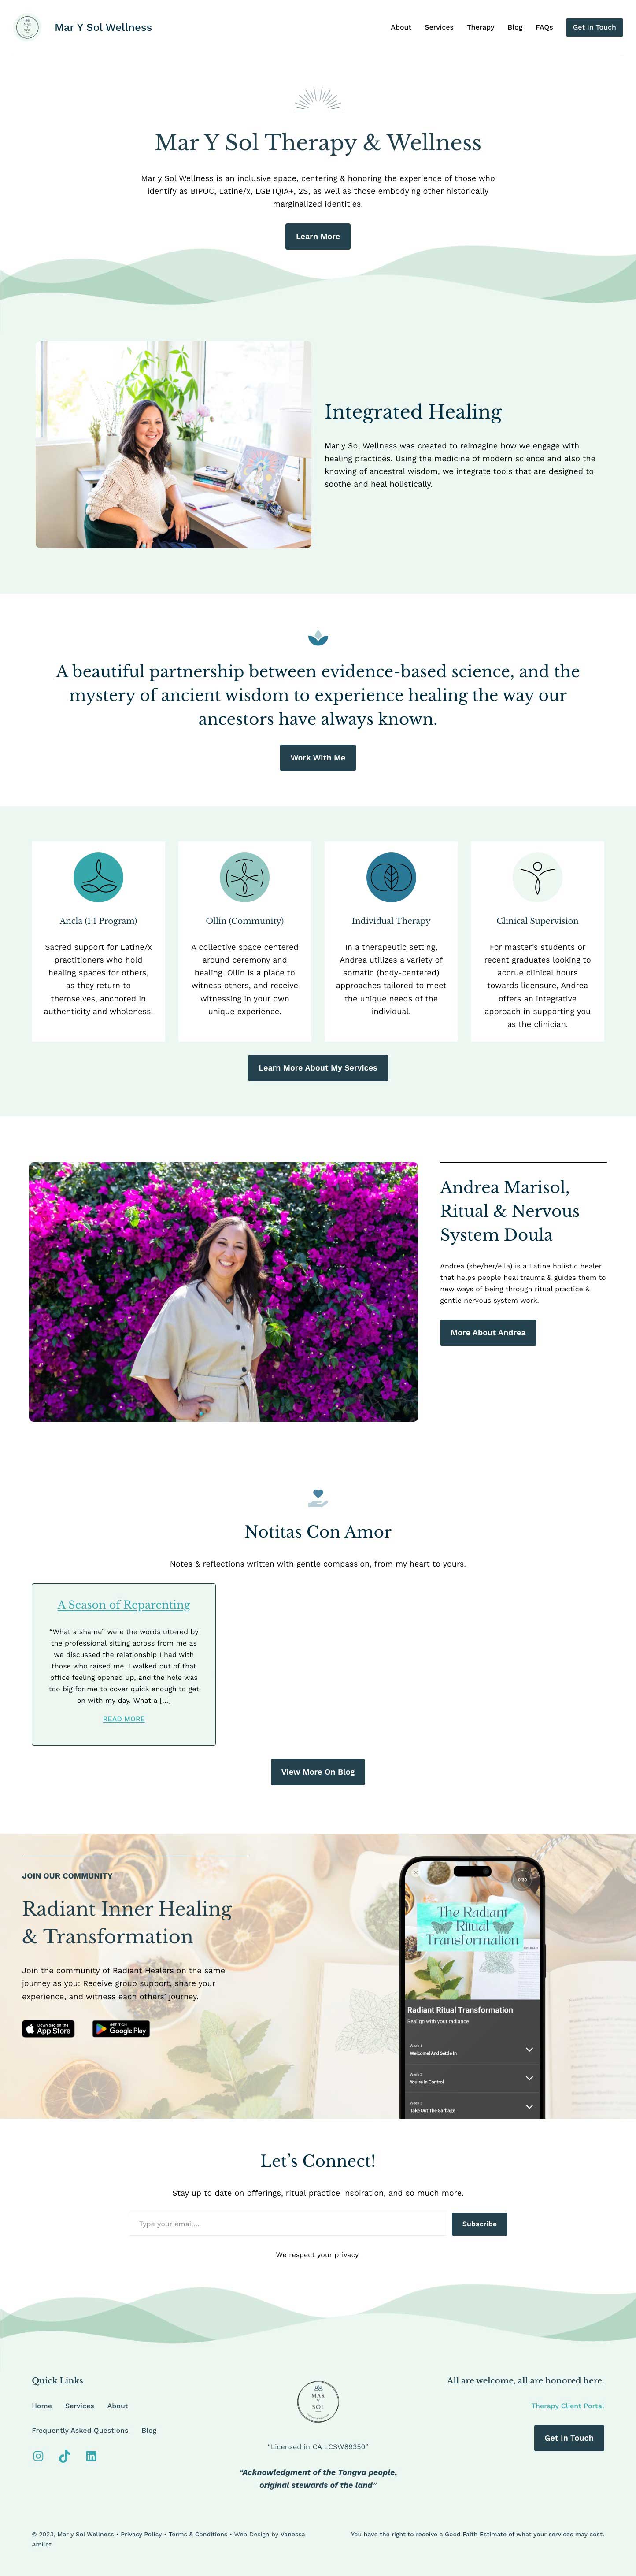 Mar Y Sol Wellness
About
Services
Therapy
Blog
FAQs
Get in Touch
Mar Y Sol Therapy & Wellness
Mar y Sol Wellness is an inclusive space, centering & honoring the experience of those who
identify as BIPOC, Latine/x, LGBTQIA+, 2S, as well as those embodying other historically
marginalized identities.
Learn More
Integrated Healing
Mar y Sol Wellness was created to reimagine how we engage with
healing practices. Using the medicine of modern science and also the
knowing of ancestral wisdom, we integrate tools that are designed to
soothe and heal holistically.
A beautiful partnership between evidence-based science, and the
mystery of ancient wisdom to experience healing the way our
ancestors have always known.
Work With Me
Ancla (1:1 Program)
Sacred support for Latine/x
practitioners who hold
healing spaces for others,
as they return to
themselves, anchored in
authenticity and wholeness.
Ollin (Community)
A collective space centered
around ceremony and
healing. Ollin is a place to
witness others, and receive
witnessing in your own
unique experience.
Individual Therapy
In a therapeutic setting,
Andrea utilizes a variety of
somatic (body-centered)
approaches tailored to meet
the unique needs of the
individual.
Clinical Supervision
For master's students or
recent graduates looking to
accrue clinical hours
towards licensure, Andrea
offers an integrative
approach in supporting you
as the clinician.
Learn More About My Services
Andrea Marisol,
Ritual & Nervous
System Doula
Andrea (she/her/ella) is a Latine holistic healer
that helps people heal trauma & guides them to
new ways of being through ritual practice &
gentle nervous system work.
More About Andrea
Notitas Con Amor
Notes & reflections written with gentle compassion, from my heart to yours.
A Season of Reparenting
“What a shame” were the words uttered by
the professional sitting across from me as
we discussed the relationship I had with
those who raised me. I walked out of that
office feeling opened up, and the hole was
too big for me to cover quick enough to get
on with my day. What a […]
READ MORE
View More On Blog
JOIN OUR COMMUNITY
Radiant Inner Healing
& Transformation
Join the community of Radiant Healers on the same
journey as you: Receive group support, share your
experience, and witness each others' journey.
Download on the
App Store
GET IT ON
Google Play
0/30
The Radiant
Ritual
Transformation
Radiant Ritual Transformation
Realign with your radiance
Week 1
Welcome! And Settle In
Week 2
You're In Control
Week 3
Take Out The Garbage
Let’s Connect!
Stay up to date on offerings, ritual practice inspiration, and so much more.
Type your email…
Subscribe
We respect your privacy.
Quick Links
Home
Services
About
Frequently Asked Questions
Blog
MAR
Y
SOL
“Licensed in CA LCSW89350”
“Acknowledgment of the Tongva people,
original stewards of the land”
All are welcome, all are honored here.
Therapy Client Portal
Get In Touch
© 2023, Mar y Sol Wellness • Privacy Policy • Terms & Conditions • Web Design by Vanessa
Amilet
You have the right to receive a Good Faith Estimate of what your services may cost.